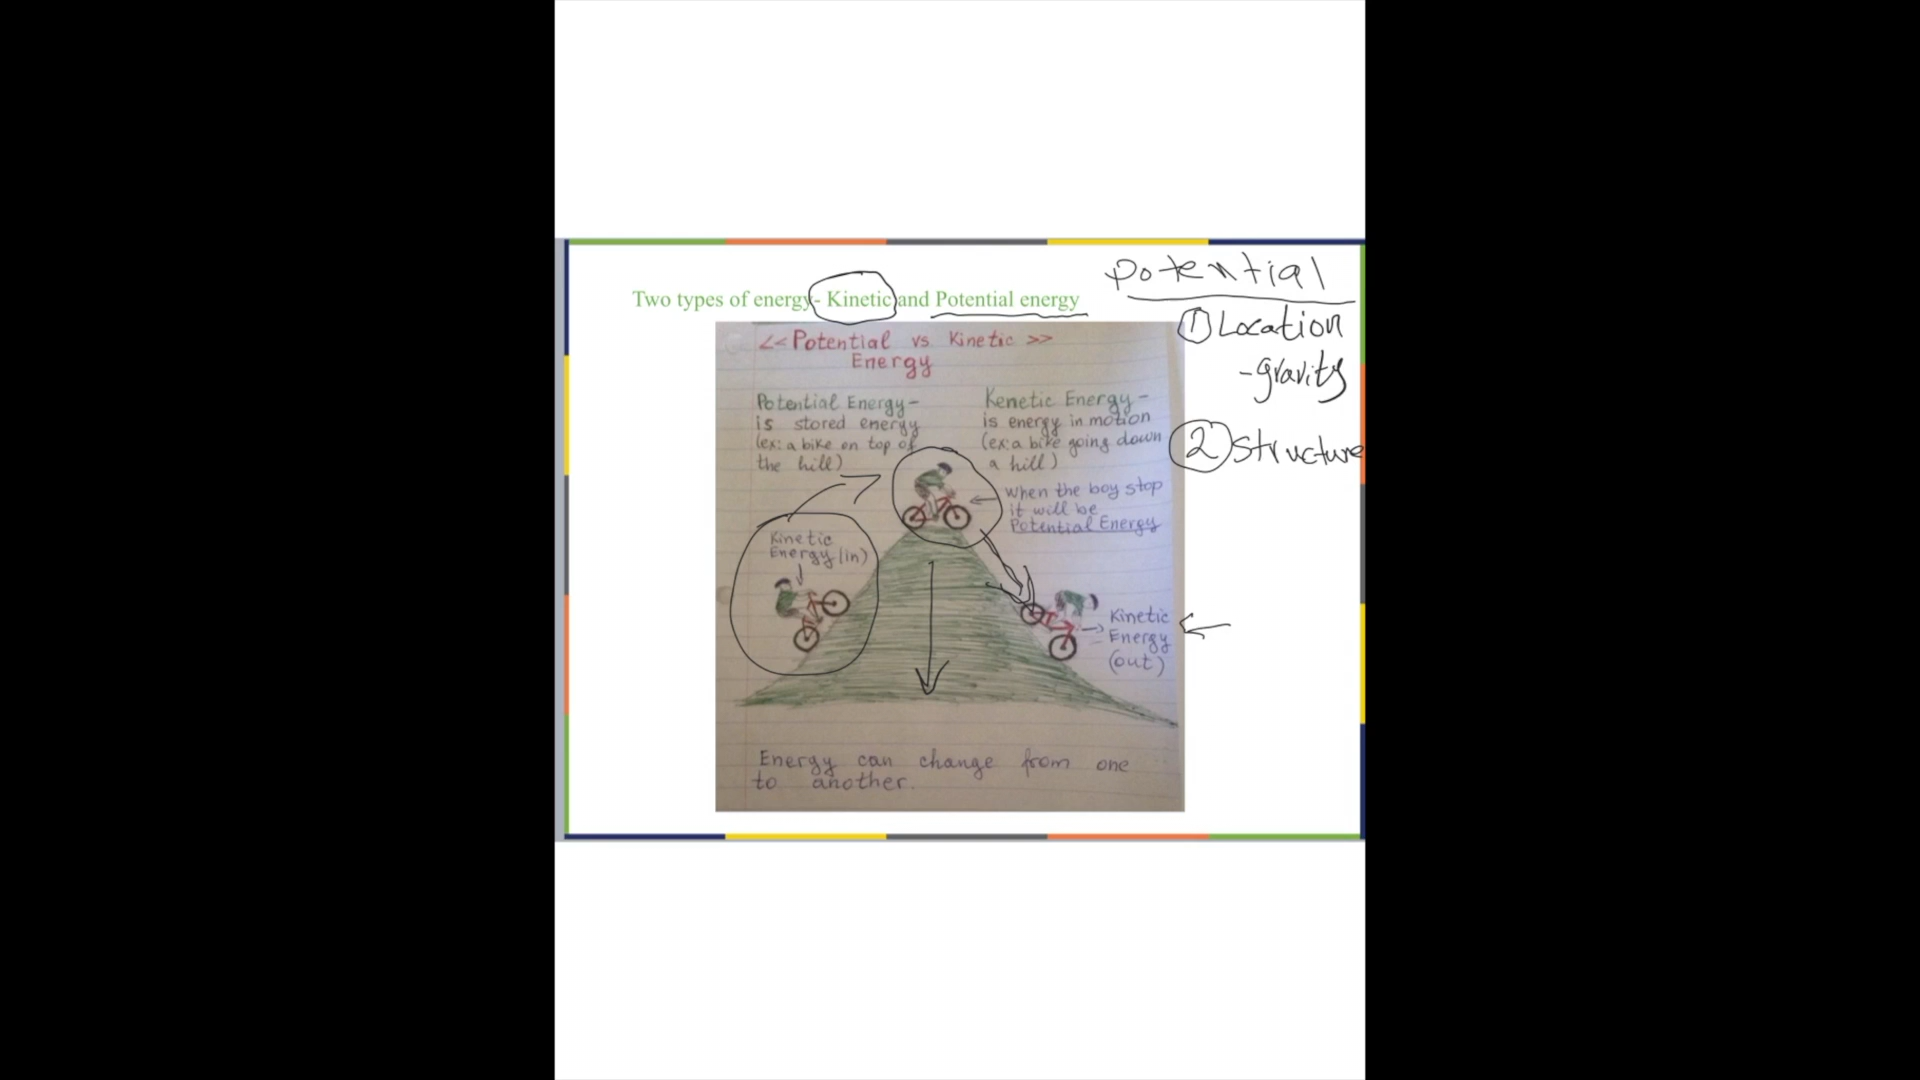 Two types of energy- Kinetic and Potential energy
Potential
① Location
-gravity
② Structure
<<Potential vs. Kinetic >>
Energy
Potential Energy-
is stored energy
(ex: a bike on top of
the hill)
Kenetic Energy-
is energy in motion
(ex: a bike going down
a hill)
When the boy stop
it will be
Potential Energy
Kinetic
Energy (in)
Kinetic
Energy
(out)
Energy can change from one
to another.